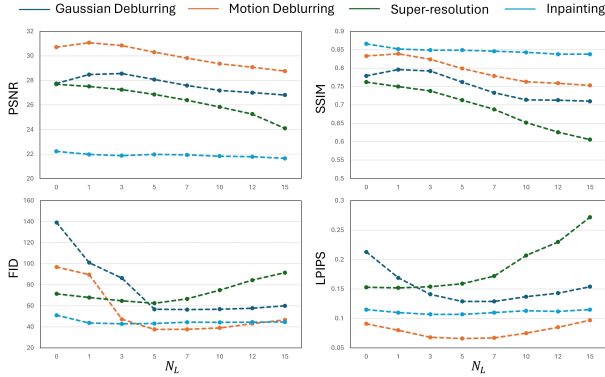 Gaussian Deblurring Motion Deblurring Super-resolution Inpainting
PSNR
32
30
28
26
24
22
20
0 1 3 5 7 10 12 15
SSIM
0.9
0.85
0.8
0.75
0.7
0.65
0.6
0.55
0.5
0 1 3 5 7 10 12 15
FID
160
140
120
100
80
60
40
20
0 1 3 5 7 10 12 15
N_L
LPIPS
0.3
0.25
0.2
0.15
0.1
0.05
0 1 3 5 7 10 12 15
N_L